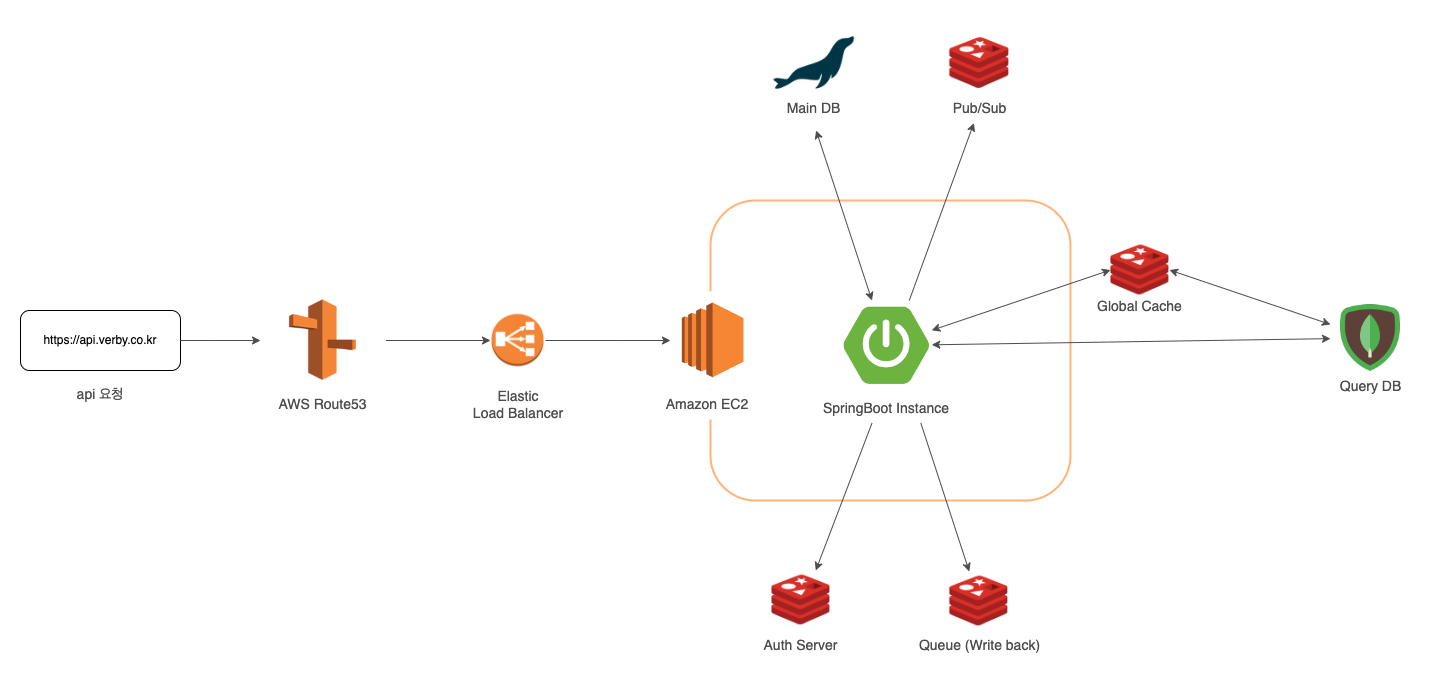 Main DB
Pub/Sub
Global Cache
https://api.verby.co.kr
api 요청
AWS Route53
Elastic
Load Balancer
Amazon EC2
SpringBoot Instance
Query DB
Auth Server
Queue (Write back)